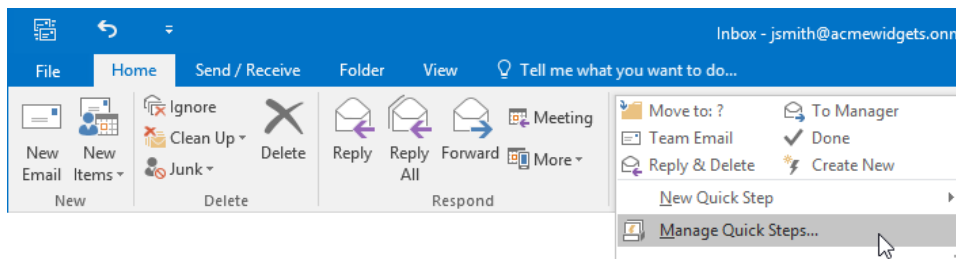 Inbox - jsmith@acmewidgets.onm
File Home Send / Receive Folder View Tell me what you want to do...
New Email
New Items
Ignore
Clean Up
Junk
Delete
Reply
Reply All
Forward
Meeting
More
Move to: ? To Manager
Team Email Done
Reply & Delete Create New
New Quick Step
Manage Quick Steps...
New Delete Respond